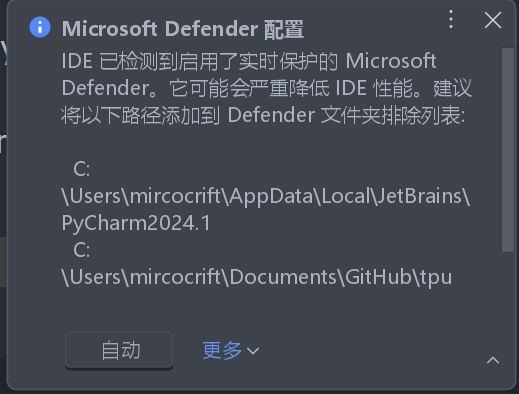 Microsoft Defender 配置
IDE 已检测到启用了实时保护的 Microsoft
Defender。它可能会严重降低 IDE 性能。建议
将以下路径添加到 Defender 文件夹排除列表:
C:
\Users\mircocrift\AppData\Local\JetBrains\
PyCharm2024.1
C:
\Users\mircocrift\Documents\GitHub\tpu
自动
更多